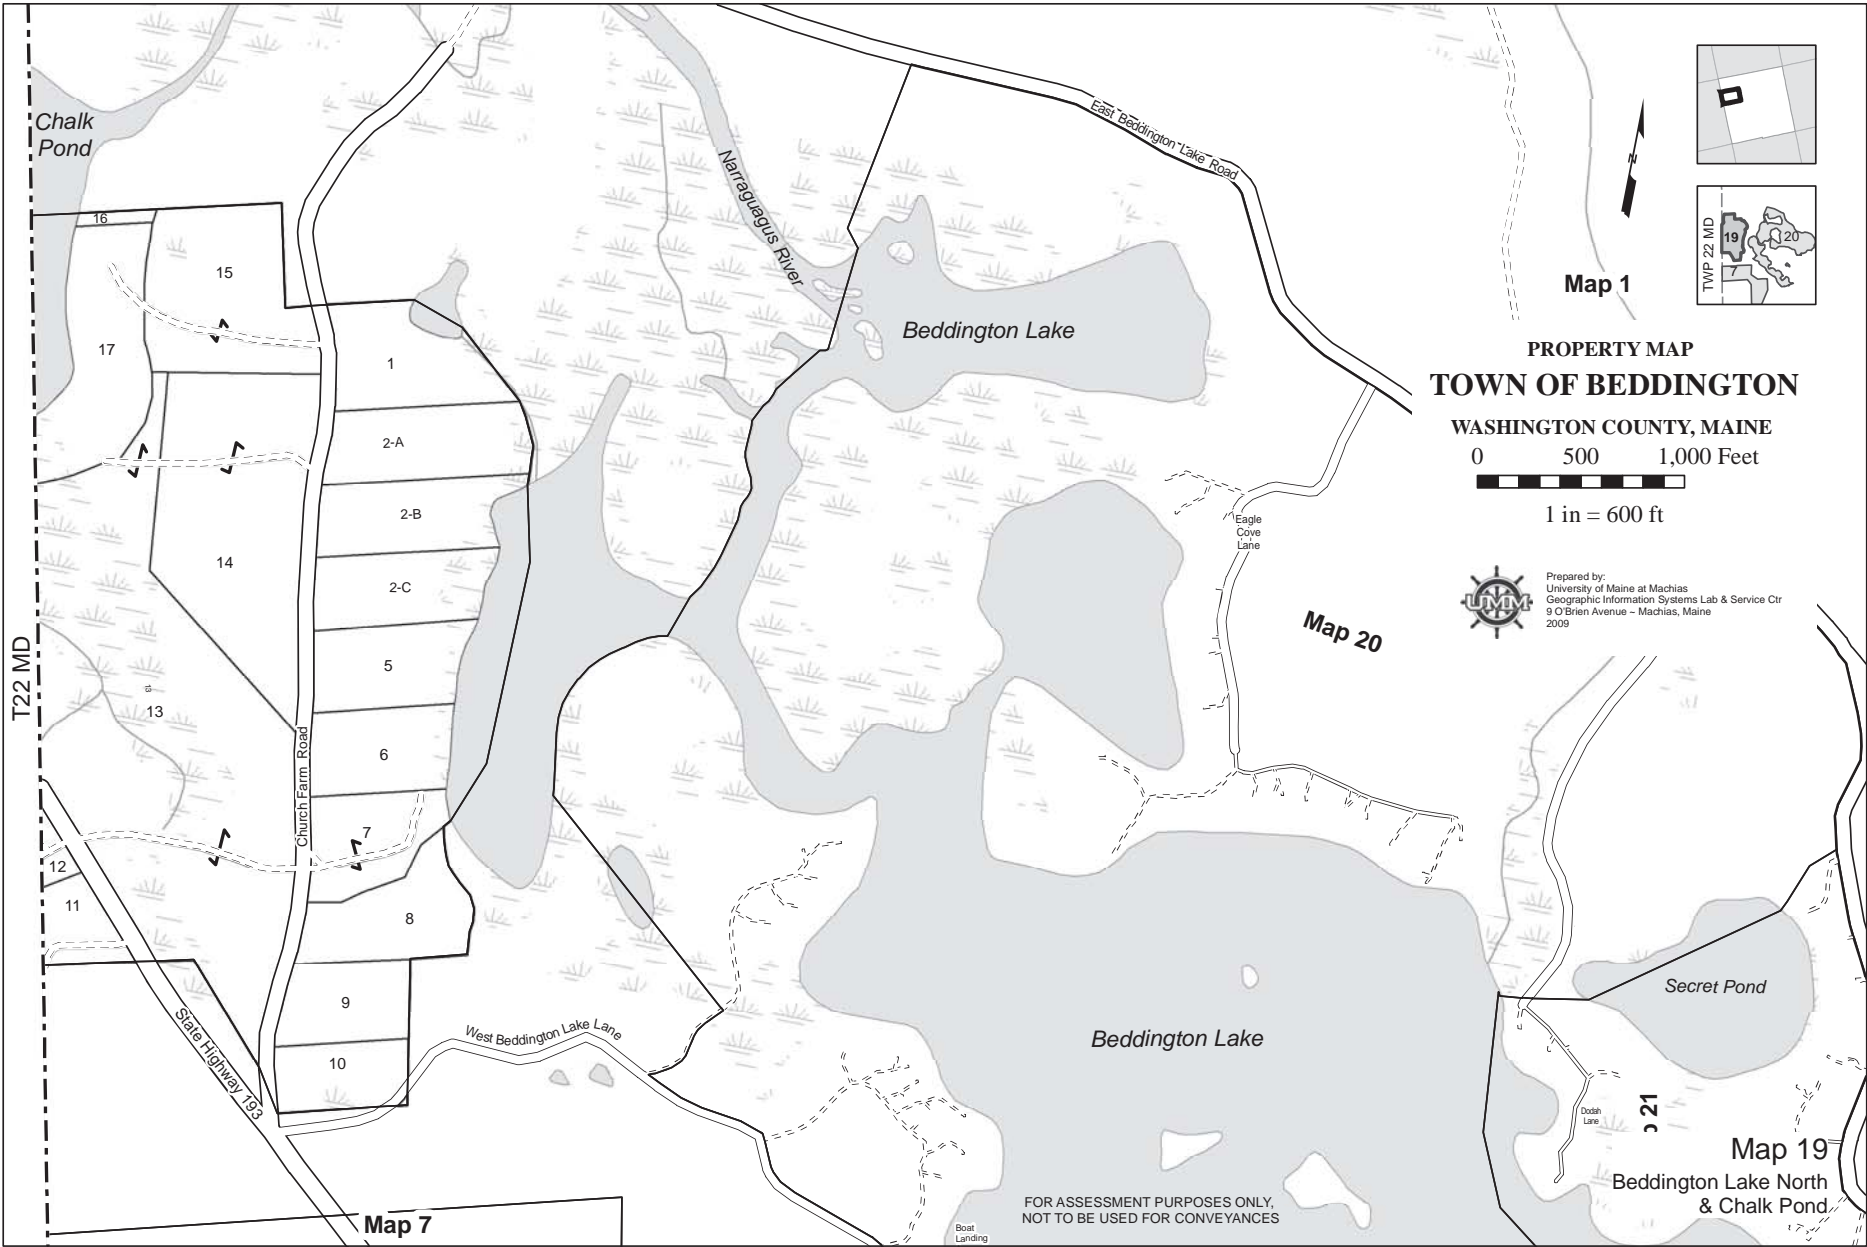 Chalk
Pond
Narraguagus River
East Beddington Lake Road
N
TWP 22 MD
19
20
7
Map 1
PROPERTY MAP
TOWN OF BEDDINGTON
WASHINGTON COUNTY, MAINE
0 500 1,000 Feet
1 in = 600 ft
UMM
Prepared by:
University of Maine at Machias
Geographic Information Systems Lab & Service Ctr
9 O'Brien Avenue ~ Machias, Maine
2009
16
15
17
1
2-A
2-B
14
2-C
5
13
13
6
7
12
11
8
9
10
T22 MD
Church Farm Road
State Highway 193
West Beddington Lake Lane
Beddington Lake
Eagle
Cove
Lane
Map 20
Secret Pond
Beddington Lake
Dodah
Lane
21
Map 19
Beddington Lake North
& Chalk Pond
Map 7
Boat
Landing
FOR ASSESSMENT PURPOSES ONLY,
NOT TO BE USED FOR CONVEYANCES